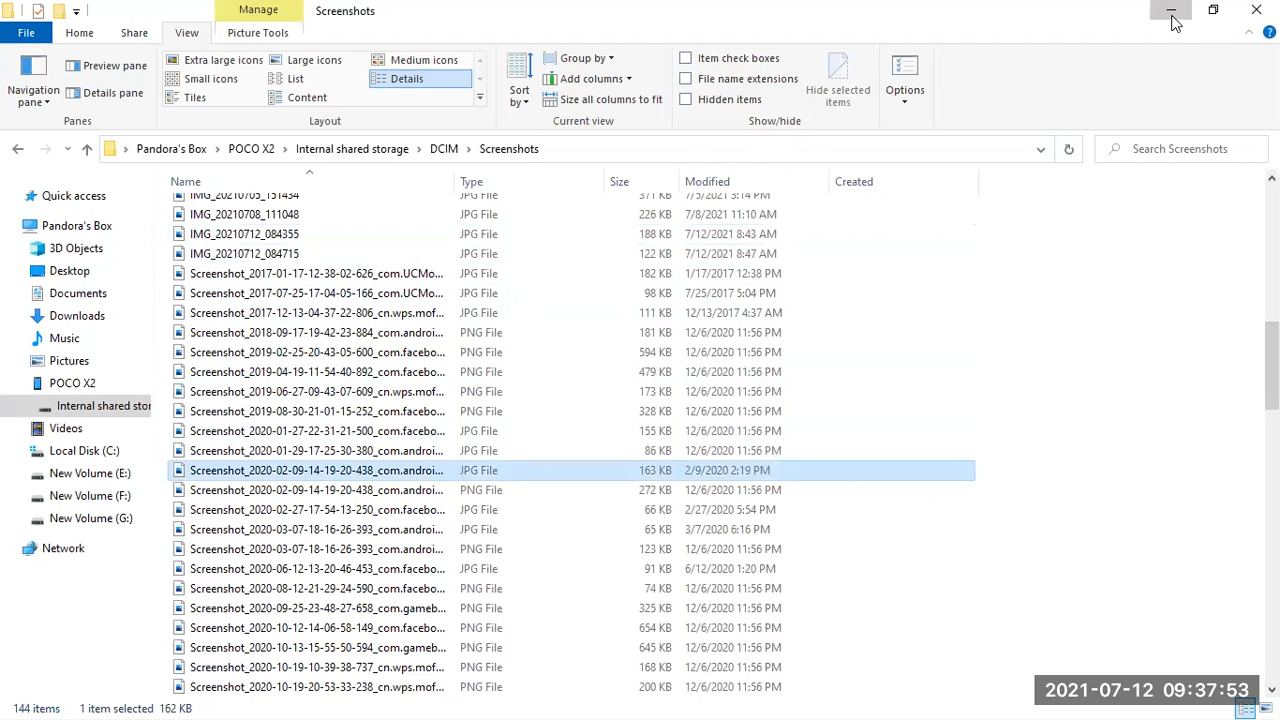 Manage
Screenshots
File
Home
Share
View
Picture Tools
Navigation pane
Preview pane
Details pane
Panes
Extra large icons
Large icons
Medium icons
Small icons
List
Details
Tiles
Content
Layout
Sort by
Group by
Add columns
Size all columns to fit
Current view
Item check boxes
File name extensions
Hidden items
Hide selected items
Show/hide
Options
Pandora's Box
POCO X2
Internal shared storage
DCIM
Screenshots
Search Screenshots
Name Type Size Modified Created
Quick access
Pandora's Box
3D Objects
Desktop
Documents
Downloads
Music
Pictures
POCO X2
Internal shared stor
Videos
Local Disk (C:)
New Volume (E:)
New Volume (F:)
New Volume (G:)
Network
IMG_20210705_151434 JPG File 371 KB 7/5/2021 3:14 PM
IMG_20210708_111048 JPG File 226 KB 7/8/2021 11:10 AM
IMG_20210712_084355 JPG File 188 KB 7/12/2021 8:43 AM
IMG_20210712_084715 JPG File 122 KB 7/12/2021 8:47 AM
Screenshot_2017-01-17-12-38-02-626_com.UCMo... JPG File 182 KB 1/17/2017 12:38 PM
Screenshot_2017-07-25-17-04-05-166_com.UCMo... JPG File 98 KB 7/25/2017 5:04 PM
Screenshot_2017-12-13-04-37-22-806_cn.wps.mof... JPG File 111 KB 12/13/2017 4:37 AM
Screenshot_2018-09-17-19-42-23-884_com.androi... PNG File 181 KB 12/6/2020 11:56 PM
Screenshot_2019-02-25-20-43-05-600_com.facebo... PNG File 594 KB 12/6/2020 11:56 PM
Screenshot_2019-04-19-11-54-40-892_com.facebo... PNG File 479 KB 12/6/2020 11:56 PM
Screenshot_2019-06-27-09-43-07-609_cn.wps.mof... PNG File 173 KB 12/6/2020 11:56 PM
Screenshot_2019-08-30-21-01-15-252_com.facebo... PNG File 328 KB 12/6/2020 11:56 PM
Screenshot_2020-01-27-22-31-21-500_com.facebo... PNG File 155 KB 12/6/2020 11:56 PM
Screenshot_2020-01-29-17-25-30-380_com.androi... PNG File 86 KB 12/6/2020 11:56 PM
Screenshot_2020-02-09-14-19-20-438_com.androi... JPG File 163 KB 2/9/2020 2:19 PM
Screenshot_2020-02-09-14-19-20-438_com.androi... PNG File 272 KB 12/6/2020 11:56 PM
Screenshot_2020-02-27-17-54-13-250_com.facebo... JPG File 66 KB 2/27/2020 5:54 PM
Screenshot_2020-03-07-18-16-26-393_com.androi... JPG File 65 KB 3/7/2020 6:16 PM
Screenshot_2020-03-07-18-16-26-393_com.androi... PNG File 123 KB 12/6/2020 11:56 PM
Screenshot_2020-06-12-13-20-46-453_com.facebo... JPG File 91 KB 6/12/2020 1:20 PM
Screenshot_2020-08-12-21-29-24-590_com.facebo... PNG File 74 KB 12/6/2020 11:56 PM
Screenshot_2020-09-25-23-48-27-658_com.gameb... PNG File 325 KB 12/6/2020 11:56 PM
Screenshot_2020-10-12-14-06-58-149_com.facebo... PNG File 654 KB 12/6/2020 11:56 PM
Screenshot_2020-10-13-15-55-50-594_com.gameb... PNG File 645 KB 12/6/2020 11:56 PM
Screenshot_2020-10-19-10-39-38-737_cn.wps.mof... PNG File 168 KB 12/6/2020 11:56 PM
Screenshot_2020-10-19-20-53-33-238_cn.wps.mof... PNG File 200 KB 12/6/2020 11:56 PM
2021-07-12 09:37:53
144 items 1 item selected 162 KB